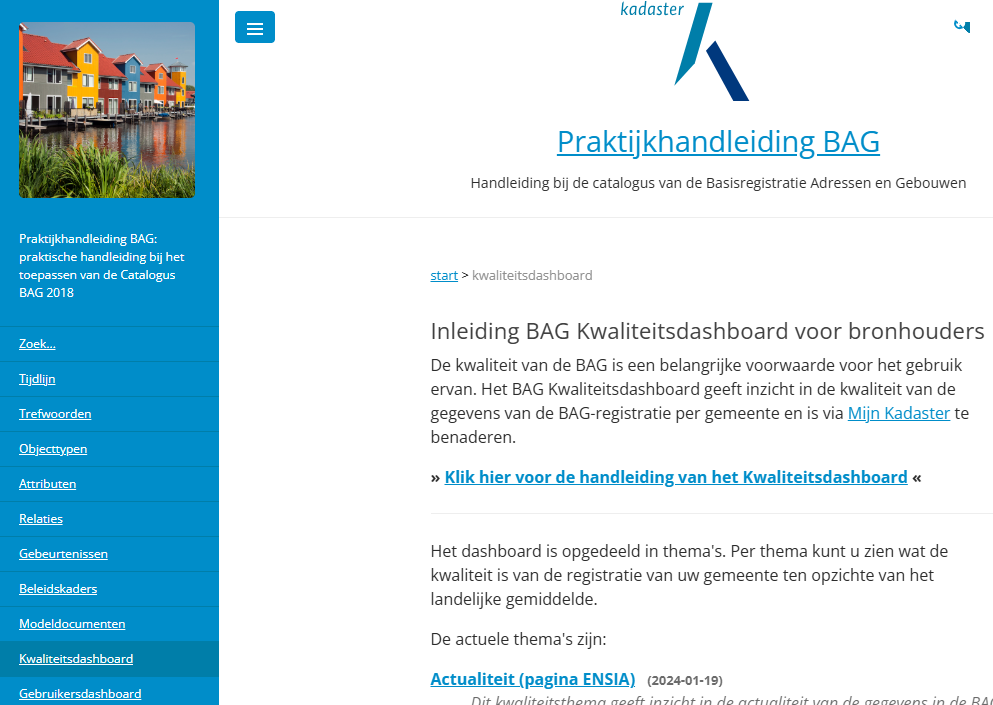 kadaster
Praktijkhandleiding BAG
Handleiding bij de catalogus van de Basisregistratie Adressen en Gebouwen
Praktijkhandleiding BAG:
praktische handleiding bij het
toepassen van de Catalogus
BAG 2018
Zoek...
Tijdlijn
Trefwoorden
Objecttypen
Attributen
Relaties
Gebeurtenissen
Beleidskaders
Modeldocumenten
Kwaliteitsdashboard
Gebruikersdashboard
start > kwaliteitsdashboard
Inleiding BAG Kwaliteitsdashboard voor bronhouders
De kwaliteit van de BAG is een belangrijke voorwaarde voor het gebruik
ervan. Het BAG Kwaliteitsdashboard geeft inzicht in de kwaliteit van de
gegevens van de BAG-registratie per gemeente en is via Mijn Kadaster te
benaderen.
» Klik hier voor de handleiding van het Kwaliteitsdashboard «
Het dashboard is opgedeeld in thema's. Per thema kunt u zien wat de
kwaliteit is van de registratie van uw gemeente ten opzichte van het
landelijke gemiddelde.
De actuele thema's zijn:
Actualiteit (pagina ENSIA) (2024-01-19)
Dit kwaliteitsthema geeft inzicht in de actualiteit van de gegevens in de BAG